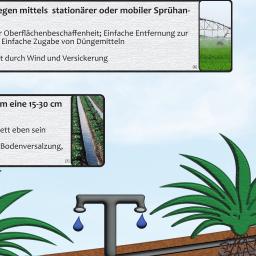 egen mittels stationärer oder mobiler Sprühan-
Oberflächenbeschaffenheit; Einfache Entfernung zur
Einfache Zugabe von Düngemitteln
t durch Wind und Versickerung
m eine 15-30 cm
ett eben sein
Bodenversalzung,